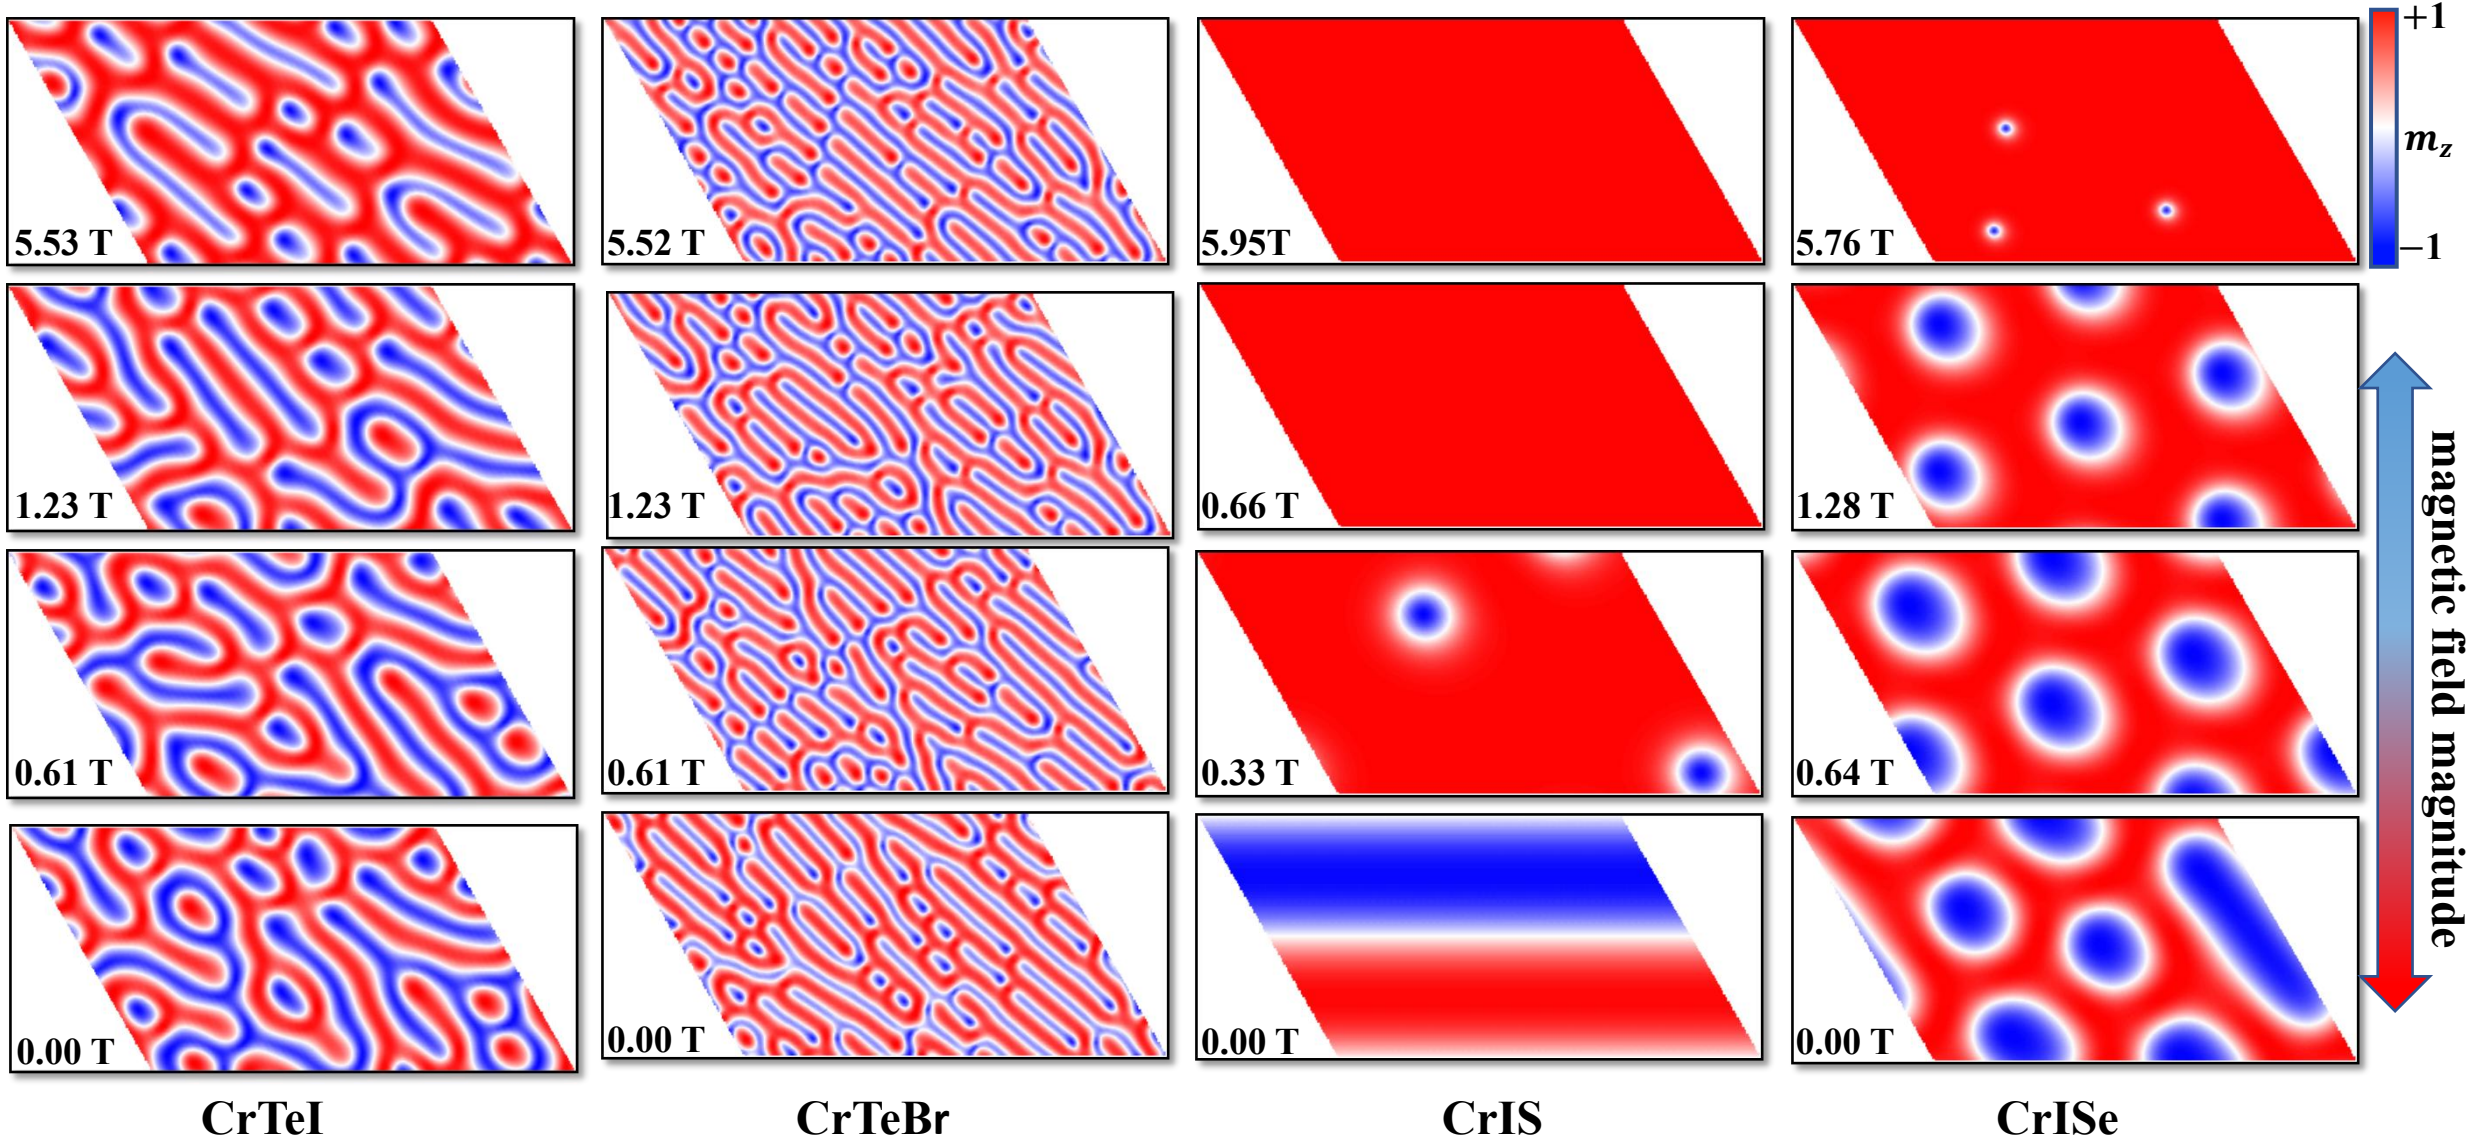 +1
m_z
−1
5.53 T
5.52 T
5.95T
5.76 T
1.23 T
1.23 T
0.66 T
1.28 T
0.61 T
0.61 T
0.33 T
0.64 T
0.00 T
0.00 T
0.00 T
0.00 T
magnetic field magnitude
CrTeI
CrTeBr
CrIS
CrISe